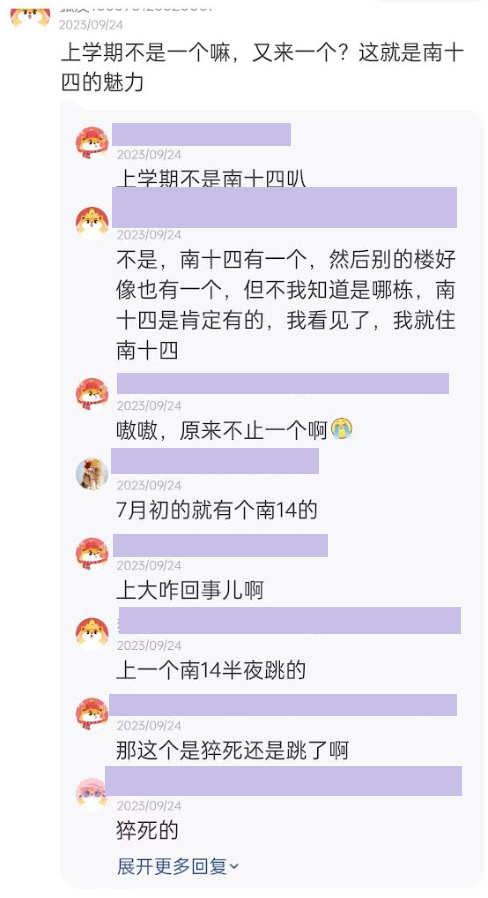 2023/09/24
上学期不是一个嘛，又来一个？这就是南十
四的魅力
2023/09/24
上学期不是南十四叭
2023/09/24
不是，南十四有一个，然后别的楼好
像也有一个，但不我知道是哪栋，南
十四是肯定有的，我看见了，我就住
南十四
2023/09/24
嗷嗷，原来不止一个啊😭
2023/09/24
7月初的就有个南14的
2023/09/24
上大咋回事儿啊
2023/09/24
上一个南14半夜跳的
2023/09/24
那这个是猝死还是跳了啊
2023/09/24
猝死的
展开更多回复